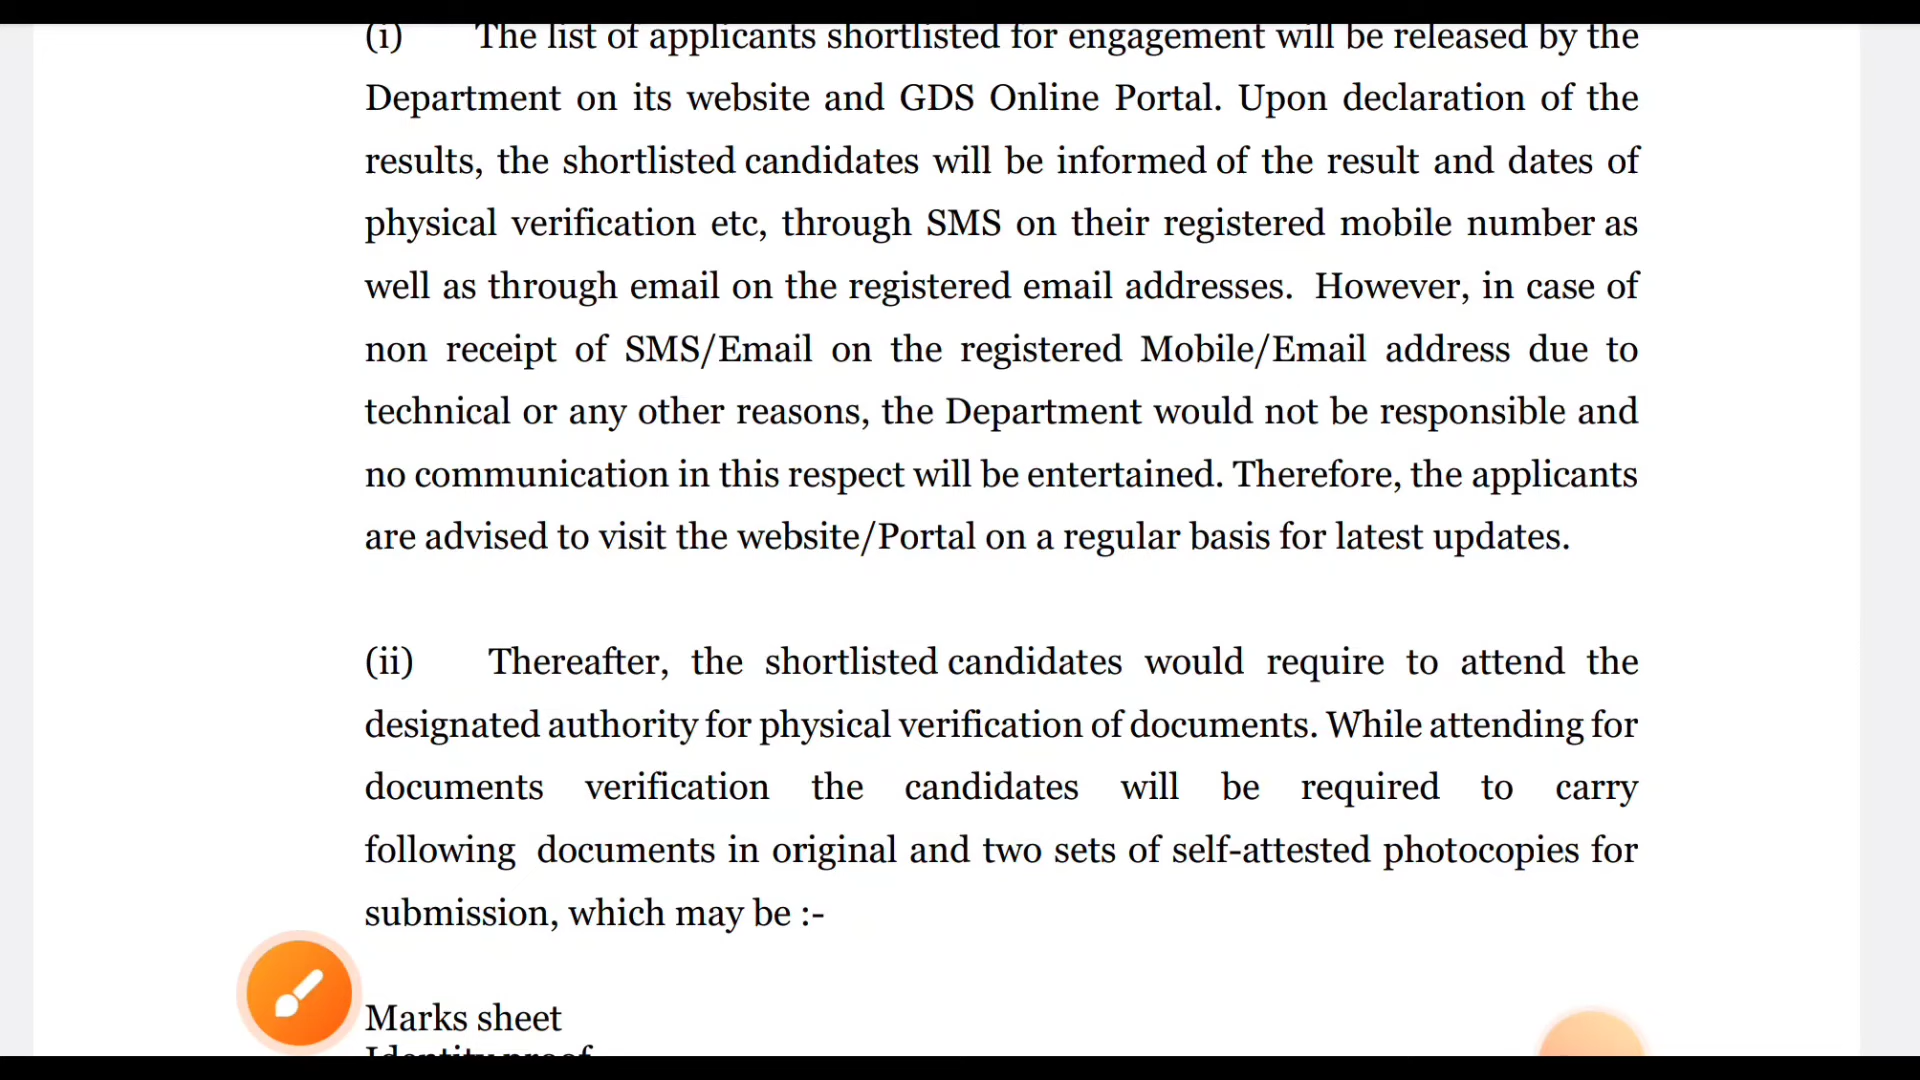 (i) The list of applicants shortlisted for engagement will be released by the
Department on its website and GDS Online Portal. Upon declaration of the
results, the shortlisted candidates will be informed of the result and dates of
physical verification etc, through SMS on their registered mobile number as
well as through email on the registered email addresses. However, in case of
non receipt of SMS/Email on the registered Mobile/Email address due to
technical or any other reasons, the Department would not be responsible and
no communication in this respect will be entertained. Therefore, the applicants
are advised to visit the website/Portal on a regular basis for latest updates.
(ii) Thereafter, the shortlisted candidates would require to attend the
designated authority for physical verification of documents. While attending for
documents verification the candidates will be required to carry
following documents in original and two sets of self-attested photocopies for
submission, which may be :-
Marks sheet
Identity proof